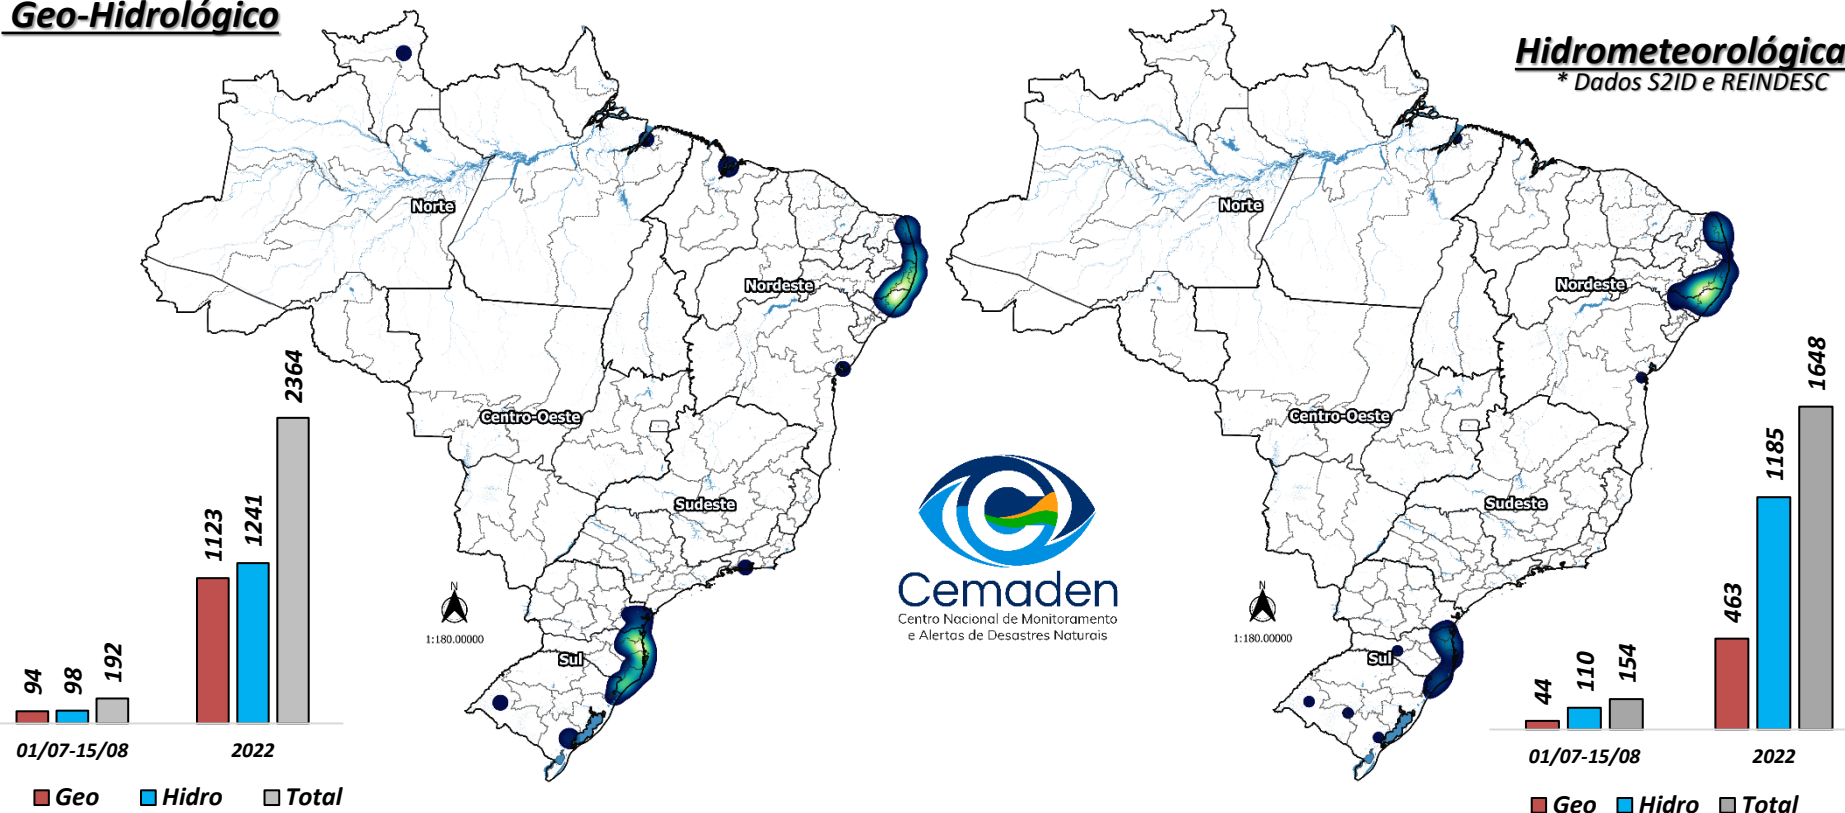 Geo-Hidrológico
Hidrometeorológica
* Dados S2ID e REINDESC
Norte
Nordeste
Centro-Oeste
Sudeste
Sul
N
1:180.00000
Norte
Nordeste
Centro-Oeste
Sudeste
Sul
N
1:180.00000
Cemaden
Centro Nacional de Monitoramento
e Alertas de Desastres Naturais
94
98
192
1123
1241
2364
01/07-15/08
2022
Geo
Hidro
Total
44
110
154
463
1185
1648
01/07-15/08
2022
Geo
Hidro
Total